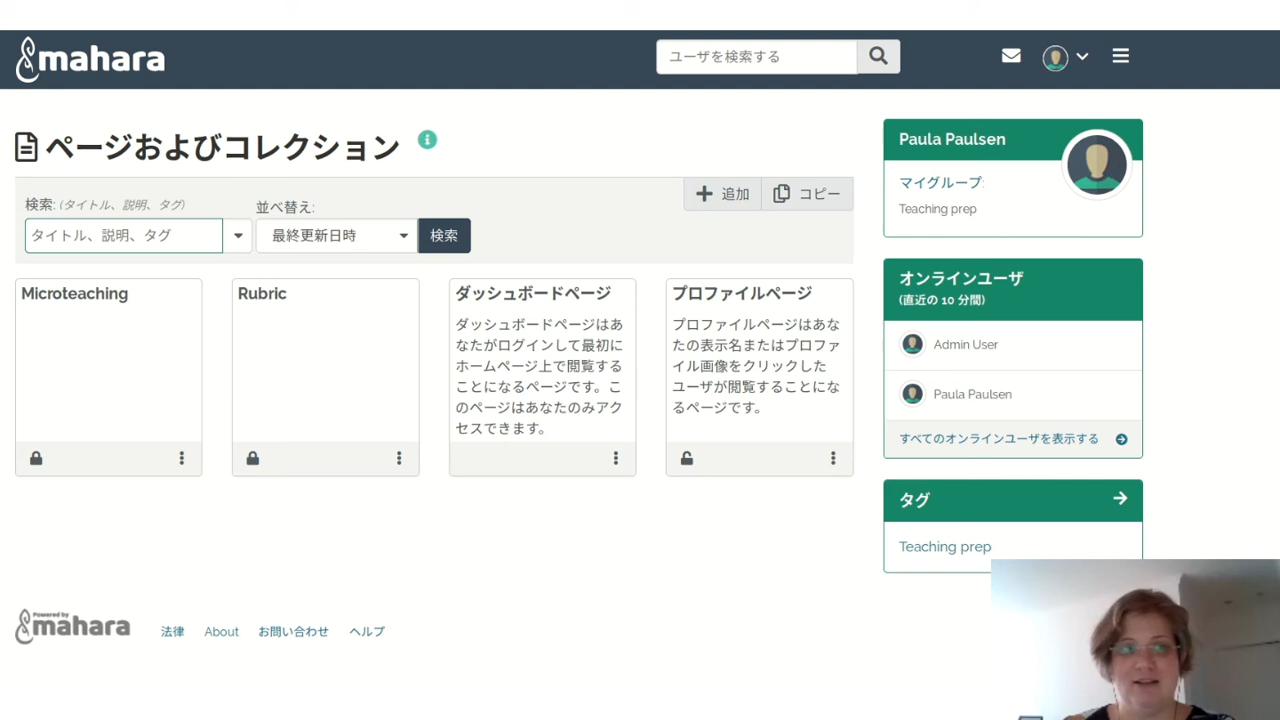 mahara
ユーザを検索する
ページおよびコレクション
検索: (タイトル、説明、タグ)
並べ替え:
追加
コピー
タイトル、説明、タグ
最終更新日時
検索
Microteaching
Rubric
ダッシュボードページ
ダッシュボードページはあ
なたがログインして最初に
ホームページ上で閲覧する
ことになるページです。こ
のページはあなたのみアク
セスできます。
プロファイルページ
プロファイルページはあな
たの表示名またはプロファ
イル画像をクリックした
ユーザが閲覧することにな
るページです。
Paula Paulsen
マイグループ:
Teaching prep
オンラインユーザ
(直近の 10 分間)
Admin User
Paula Paulsen
すべてのオンラインユーザを表示する
タグ
Teaching prep
Powered by
mahara
法律
About
お問い合わせ
ヘルプ